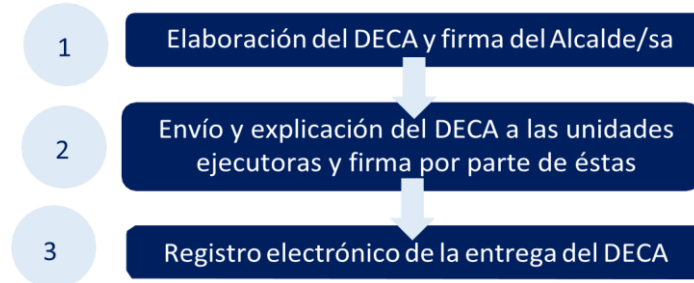 1
Elaboración del DECA y firma del Alcalde/sa
2
Envío y explicación del DECA a las unidades
ejecutoras y firma por parte de éstas
3
Registro electrónico de la entrega del DECA